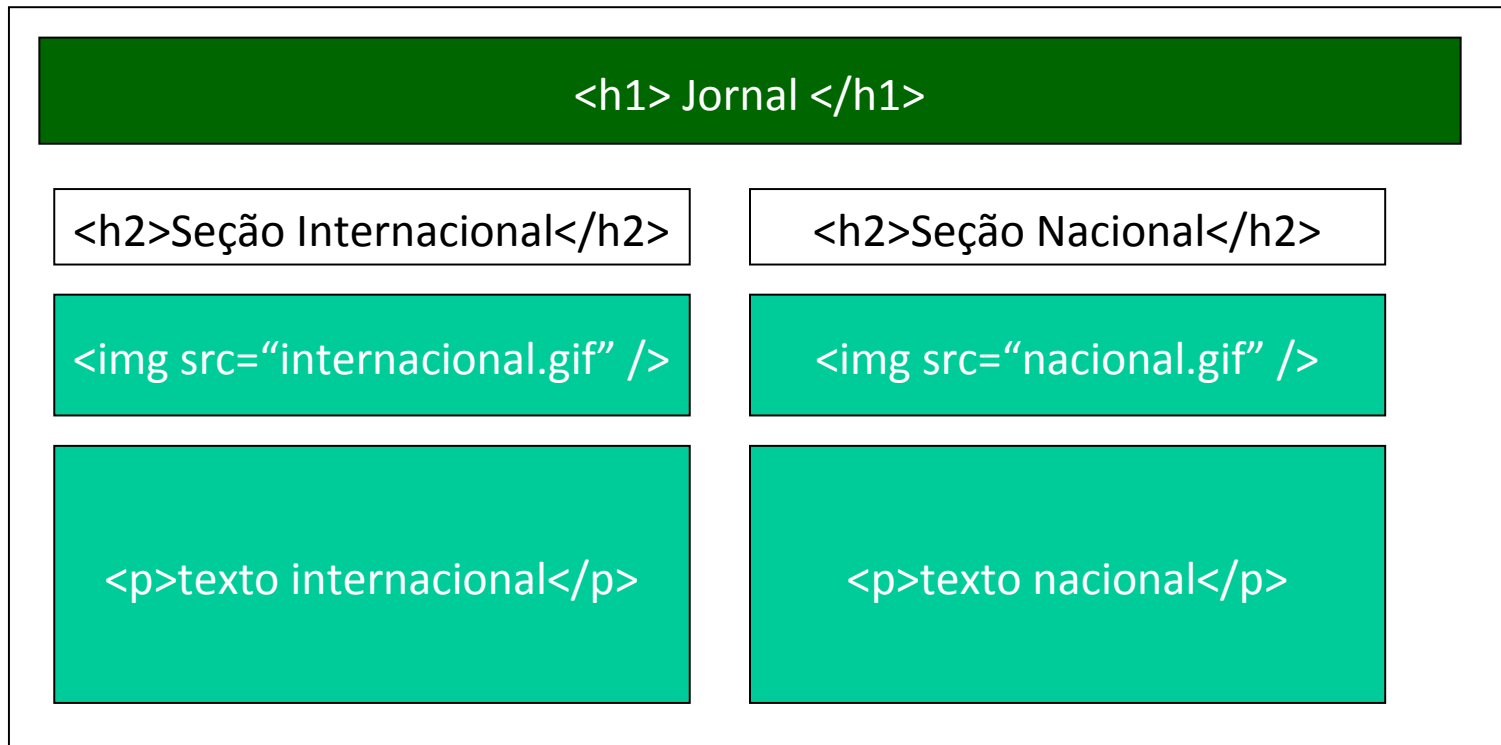 <h1> Jornal </h1>
<h2>Seção Internacional</h2>
<h2>Seção Nacional</h2>
<img src=“internacional.gif” />
<img src=“nacional.gif” />
<p>texto internacional</p>
<p>texto nacional</p>